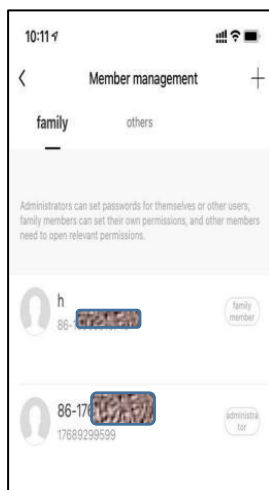 10:11
Member management
family others
Administrators can set passwords for themselves or other users,
family members can set their own permissions, and other members
need to open relevant permissions.
h
family
member
86-1
86-176
17689299599
administra
tor